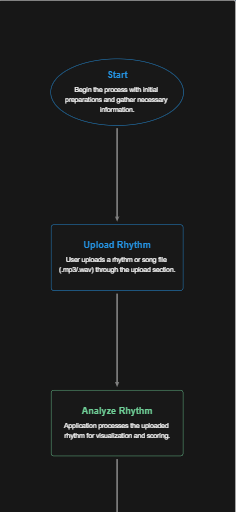 Start
Begin the process with initial
preparations and gather necessary
information.
Upload Rhythm
User uploads a rhythm or song file
(.mp3/.wav) through the upload section.
Analyze Rhythm
Application processes the uploaded
rhythm for visualization and scoring.